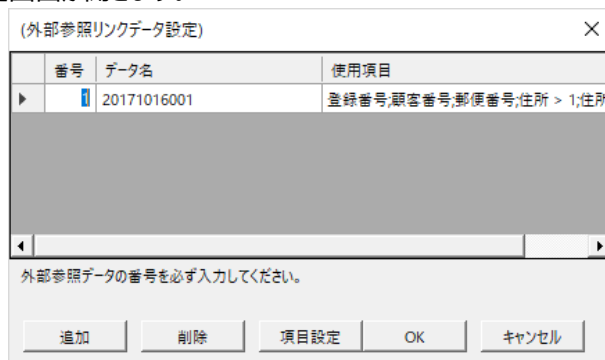 (外部参照リンクデータ設定)
番号 データ名 使用項目
1 20171016001 登録番号;顧客番号;郵便番号;住所 > 1;住所
外部参照データの番号を必ず入力してください。
追加 削除 項目設定 OK キャンセル